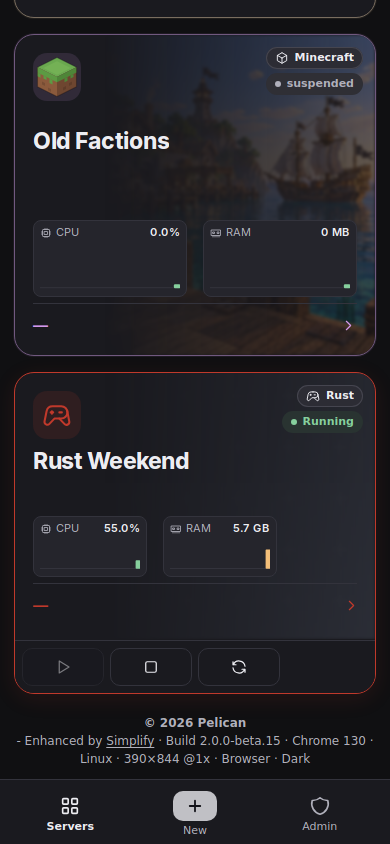 Minecraft
suspended
Old Factions
CPU 0.0%
RAM 0 MB
—
Rust
Running
Rust Weekend
CPU 55.0%
RAM 5.7 GB
—
© 2026 Pelican
- Enhanced by Simplify · Build 2.0.0-beta.15 · Chrome 130 ·
Linux · 390×844 @1x · Browser · Dark
Servers
New
Admin